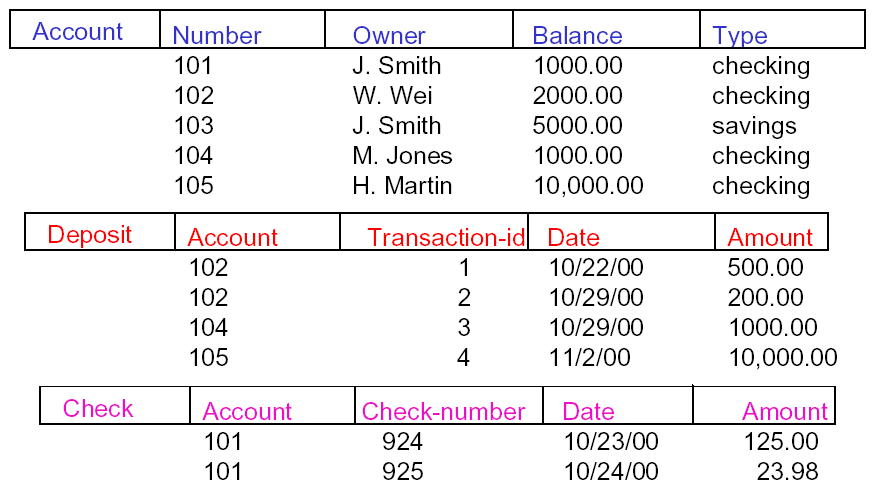 Account Number Owner Balance Type
101 J. Smith 1000.00 checking
102 W. Wei 2000.00 checking
103 J. Smith 5000.00 savings
104 M. Jones 1000.00 checking
105 H. Martin 10,000.00 checking
Deposit Account Transaction-id Date Amount
102 1 10/22/00 500.00
102 2 10/29/00 200.00
104 3 10/29/00 1000.00
105 4 11/2/00 10,000.00
Check Account Check-number Date Amount
101 924 10/23/00 125.00
101 925 10/24/00 23.98